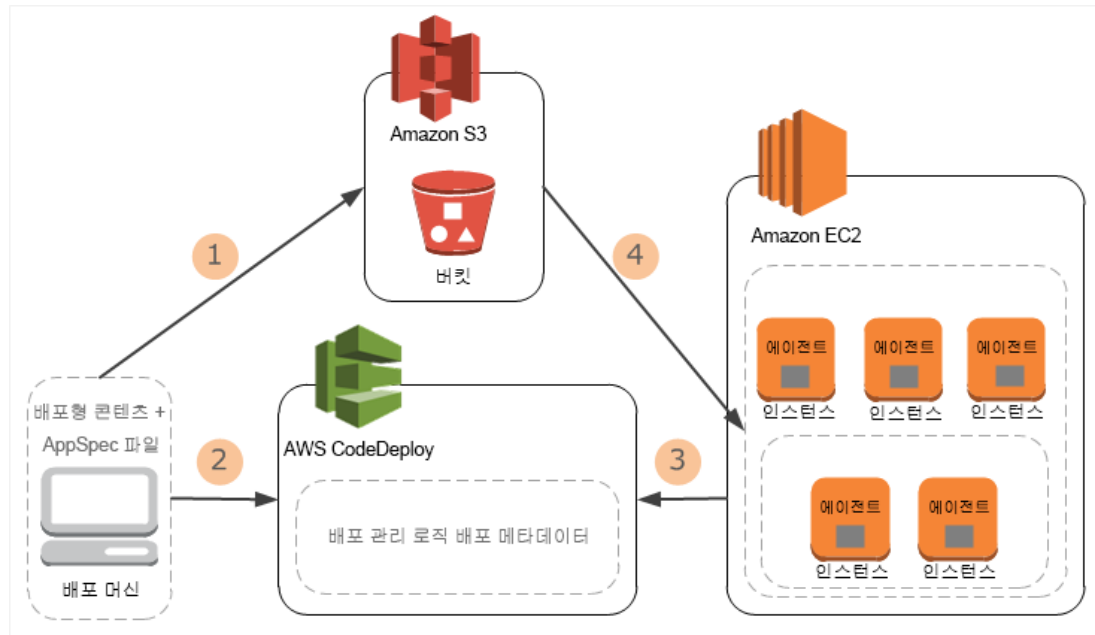 Amazon S3
버킷
1
4
Amazon EC2
에이전트
에이전트
에이전트
인스턴스
인스턴스
인스턴스
에이전트
에이전트
인스턴스
인스턴스
배포형 콘텐츠 +
AppSpec 파일
배포 머신
2
AWS CodeDeploy
배포 관리 로직 배포 메타데이터
3